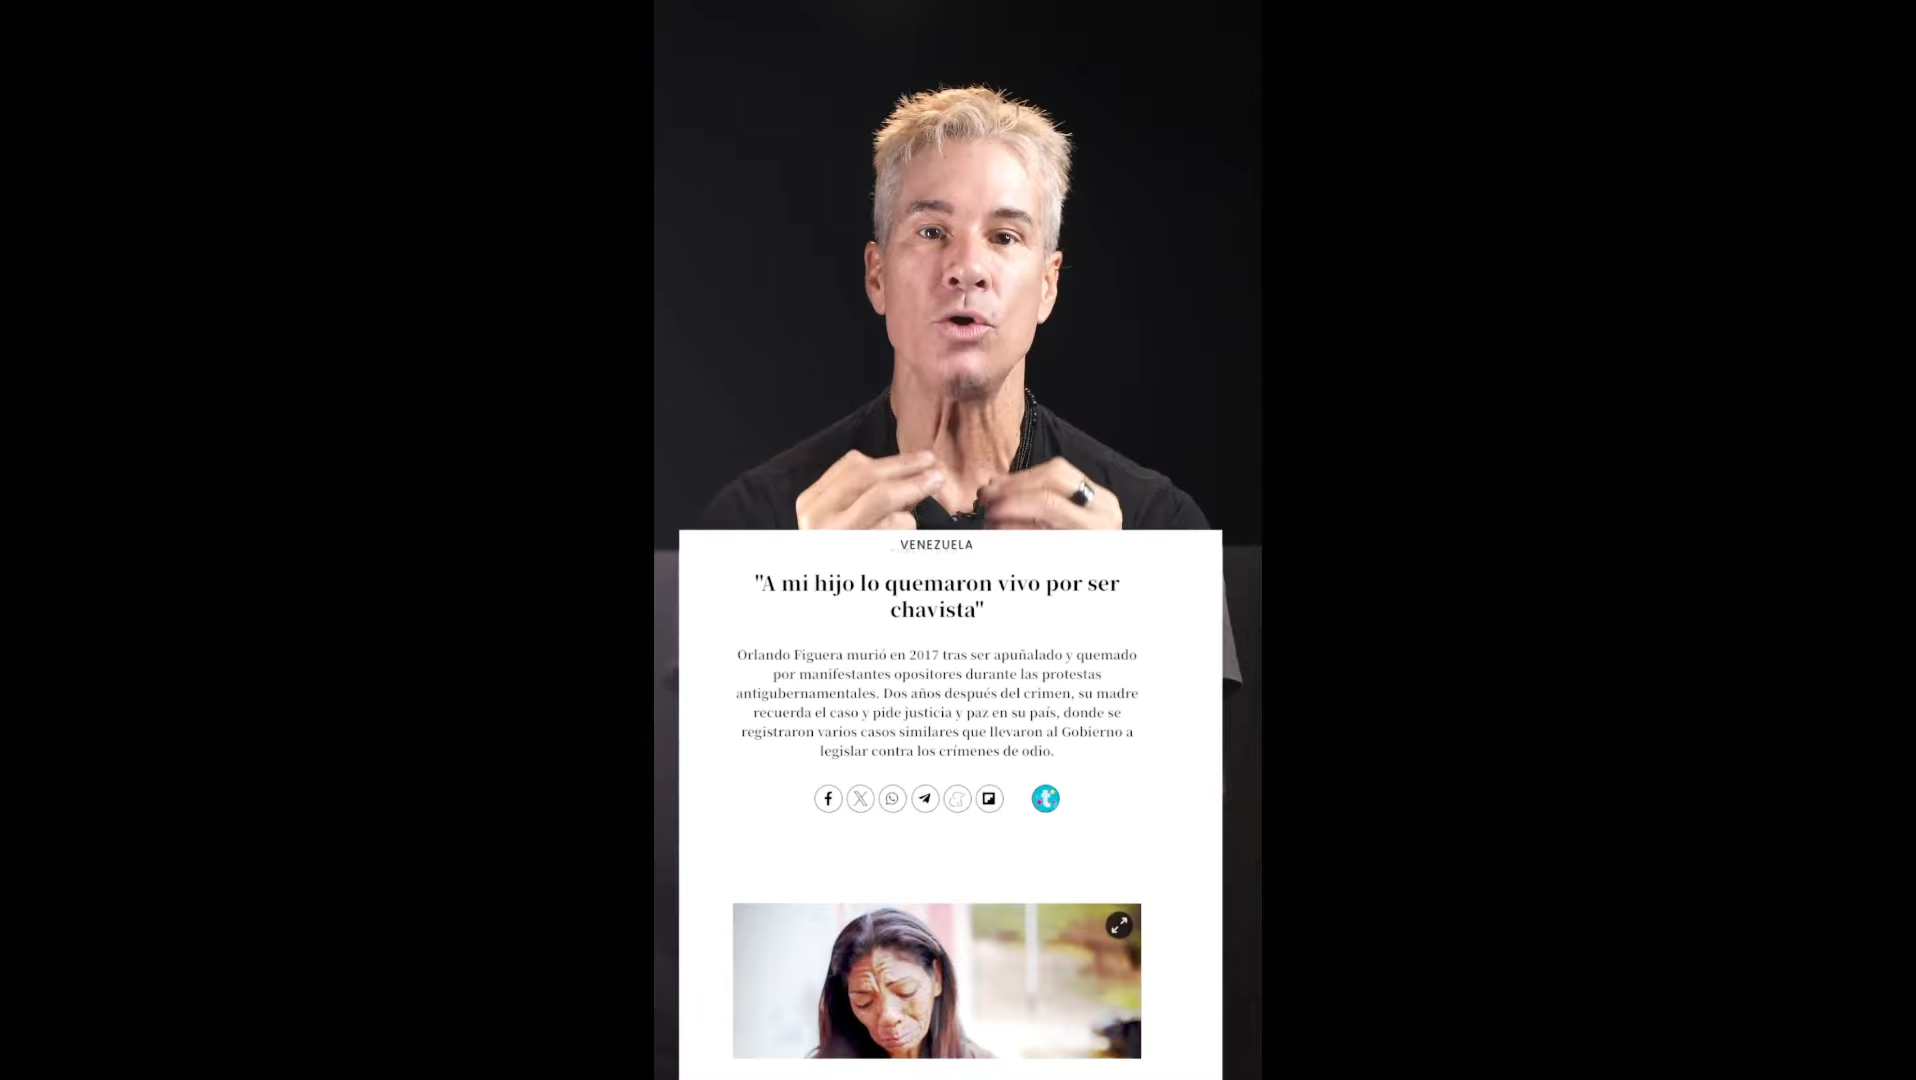 VENEZUELA
"A mi hijo lo quemaron vivo por ser
chavista"
Orlando Figuera murió en 2017 tras ser apuñalado y quemado
por manifestantes opositores durante las protestas
antigubernamentales. Dos años después del crimen, su madre
recuerda el caso y pide justicia y paz en su país, donde se
registraron varios casos similares que llevaron al Gobierno a
legislar contra los crímenes de odio.